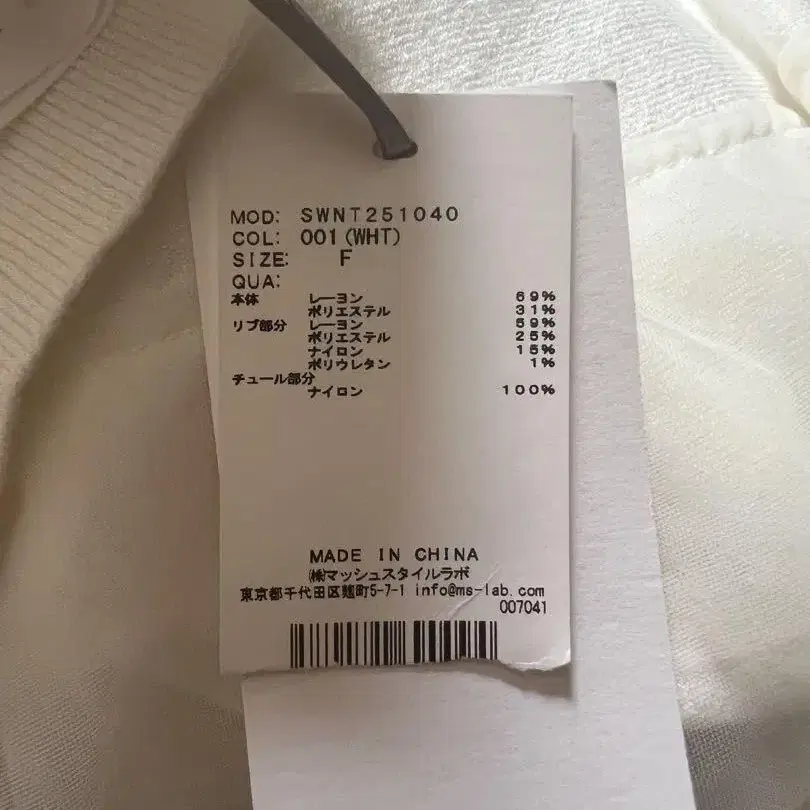 MOD: SWNT251040
COL: 001(WHT)
SIZE: F
QUA:
本体 レーヨン 69%
ポリエステル 31%
リブ部分 レーヨン 59%
ポリエステル 25%
ナイロン 15%
ポリウレタン 1%
チュール部分
ナイロン 100%
MADE IN CHINA
㈱マッシュスタイルラボ
東京都千代田区麹町5-7-1 info@ms-lab.com
007041